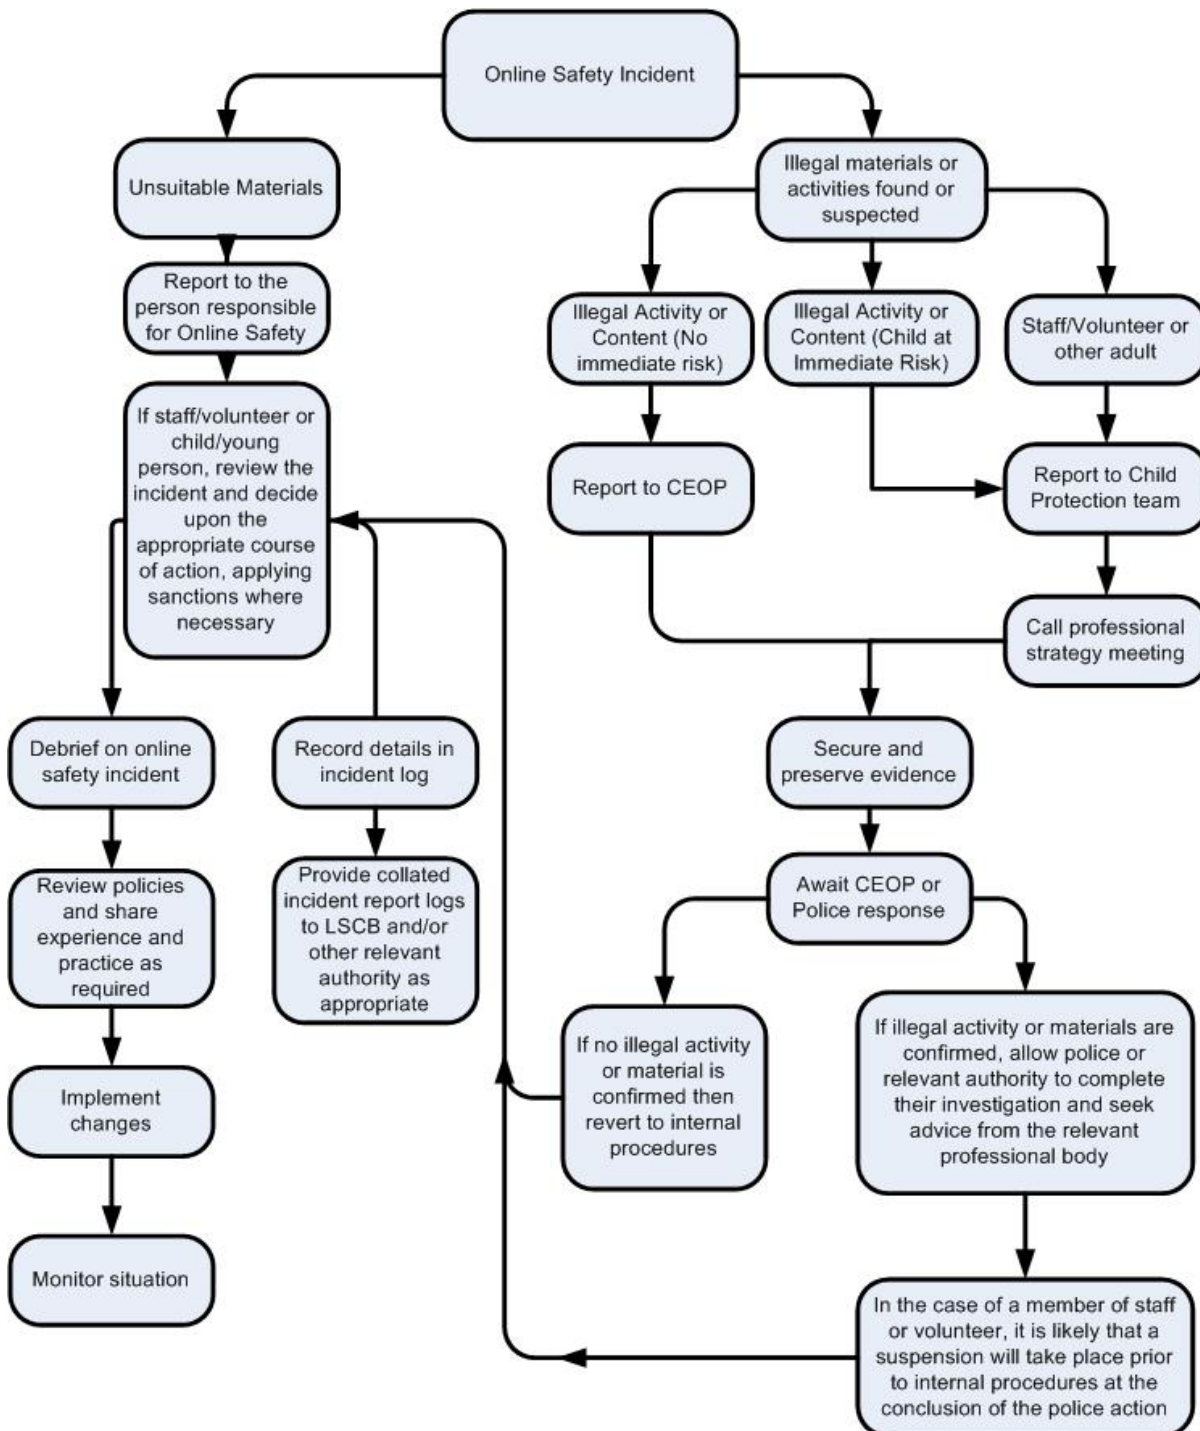 Online Safety Incident
Unsuitable Materials
Report to the
person responsible
for Online Safety
If staff/volunteer or
child/young
person, review the
incident and decide
upon the
appropriate course
of action, applying
sanctions where
necessary
Debrief on online
safety incident
Review policies
and share
experience and
practice as
required
Implement
changes
Monitor situation
Record details in
incident log
Provide collated
incident report logs
to LSCB and/or
other relevant
authority as
appropriate
Illegal materials or
activities found or
suspected
Illegal Activity or
Content (No
immediate risk)
Illegal Activity or
Content (Child at
Immediate Risk)
Staff/Volunteer or
other adult
Report to CEOP
Report to Child
Protection team
Call professional
strategy meeting
Secure and
preserve evidence
Await CEOP or
Police response
If no illegal activity
or material is
confirmed then
revert to internal
procedures
If illegal activity or materials are
confirmed, allow police or
relevant authority to complete
their investigation and seek
advice from the relevant
professional body
In the case of a member of staff
or volunteer, it is likely that a
suspension will take place prior
to internal procedures at the
conclusion of the police action